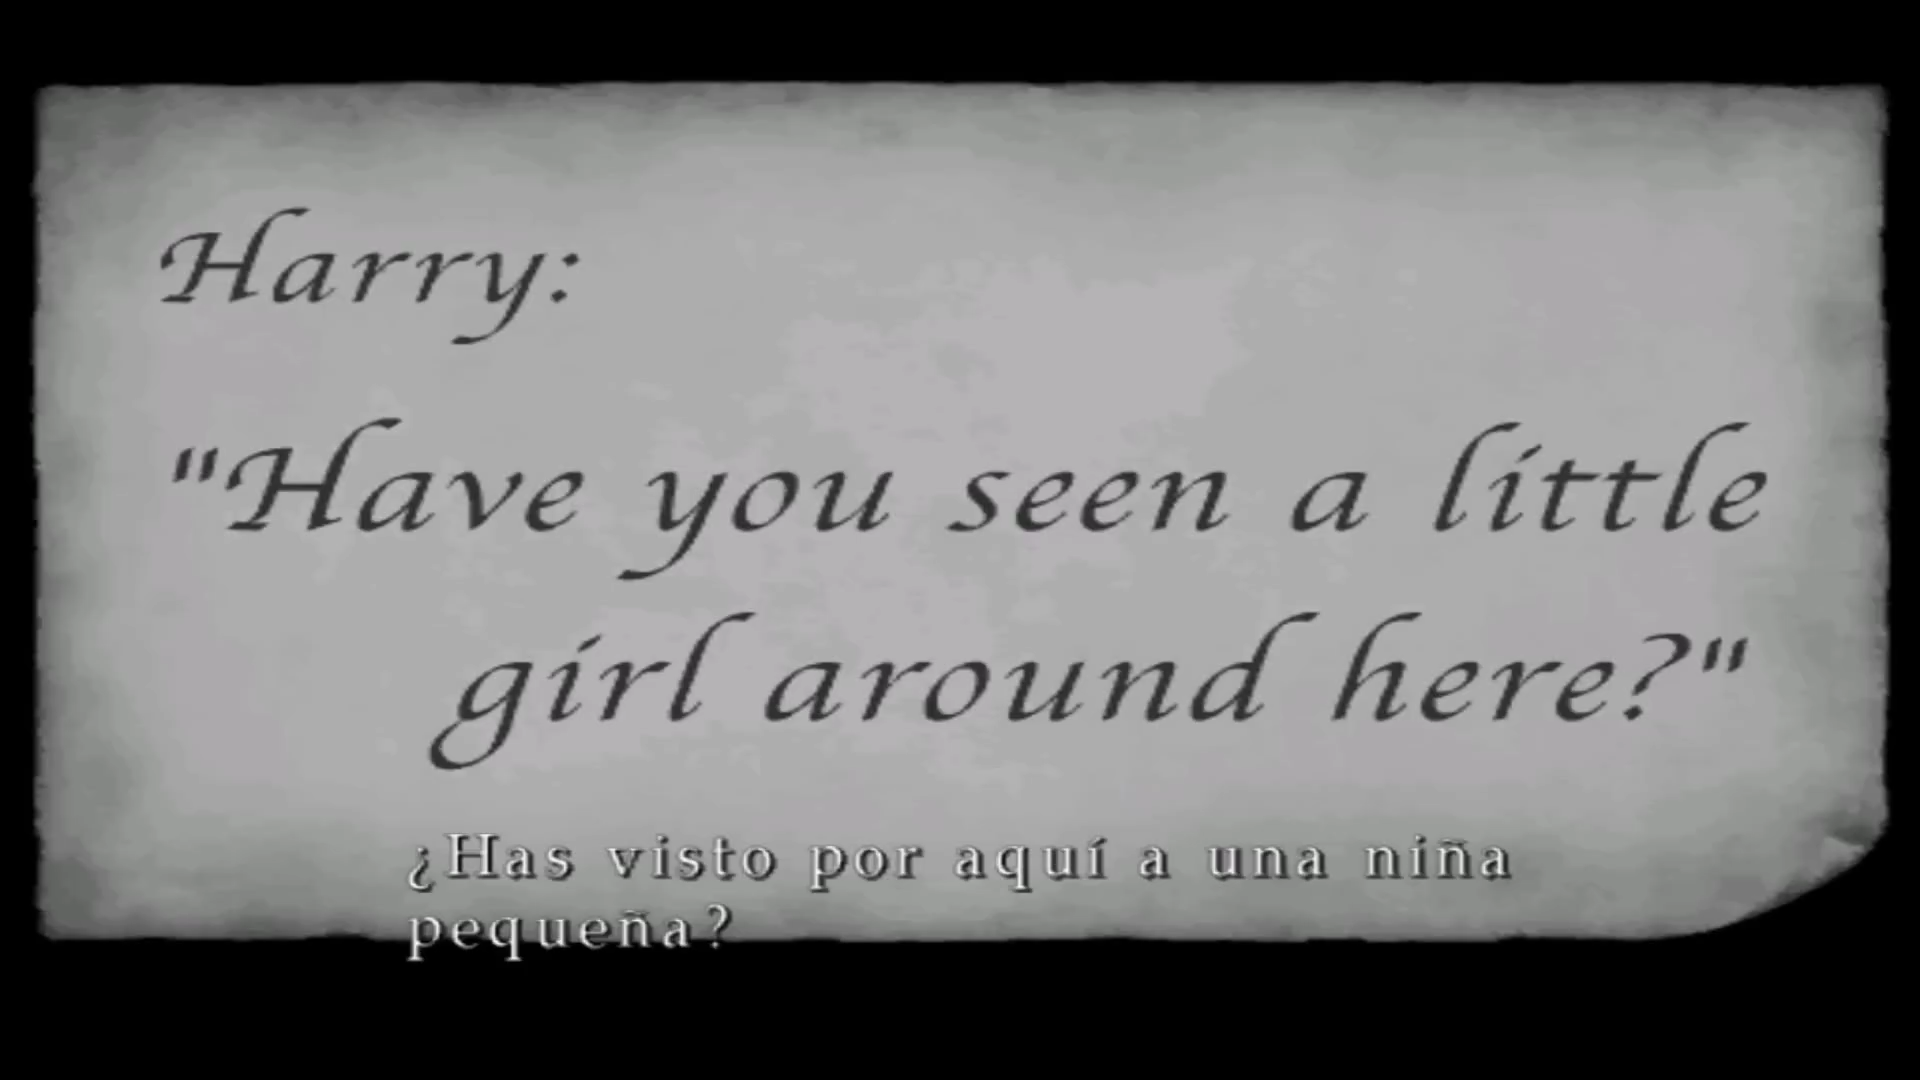 Harry:
"Have you seen a little
girl around here?"
¿Has visto por aquí a una niña
pequeña?